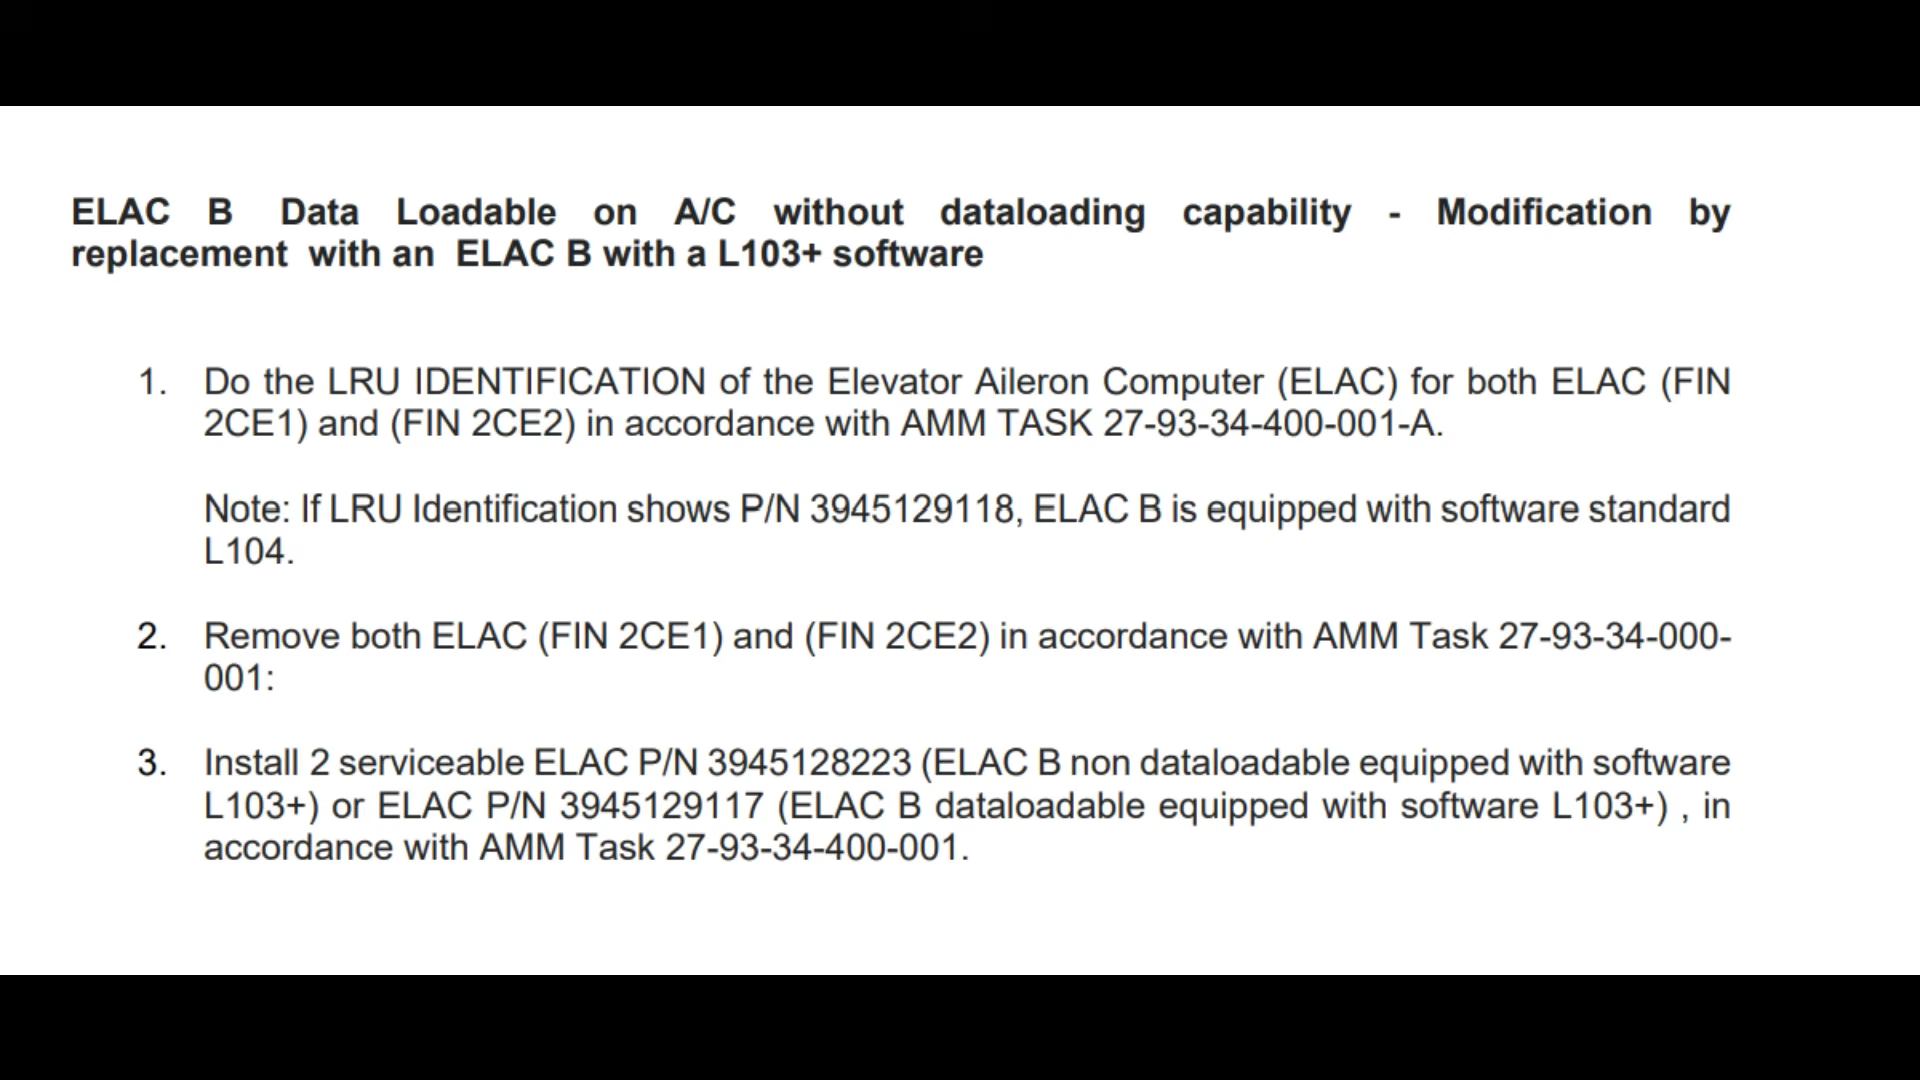 ELAC B Data Loadable on A/C without dataloading capability - Modification by
replacement with an ELAC B with a L103+ software
1. Do the LRU IDENTIFICATION of the Elevator Aileron Computer (ELAC) for both ELAC (FIN
2CE1) and (FIN 2CE2) in accordance with AMM TASK 27-93-34-400-001-A.
Note: If LRU Identification shows P/N 3945129118, ELAC B is equipped with software standard
L104.
2. Remove both ELAC (FIN 2CE1) and (FIN 2CE2) in accordance with AMM Task 27-93-34-000-
001:
3. Install 2 serviceable ELAC P/N 3945128223 (ELAC B non dataloadable equipped with software
L103+) or ELAC P/N 3945129117 (ELAC B dataloadable equipped with software L103+) , in
accordance with AMM Task 27-93-34-400-001.